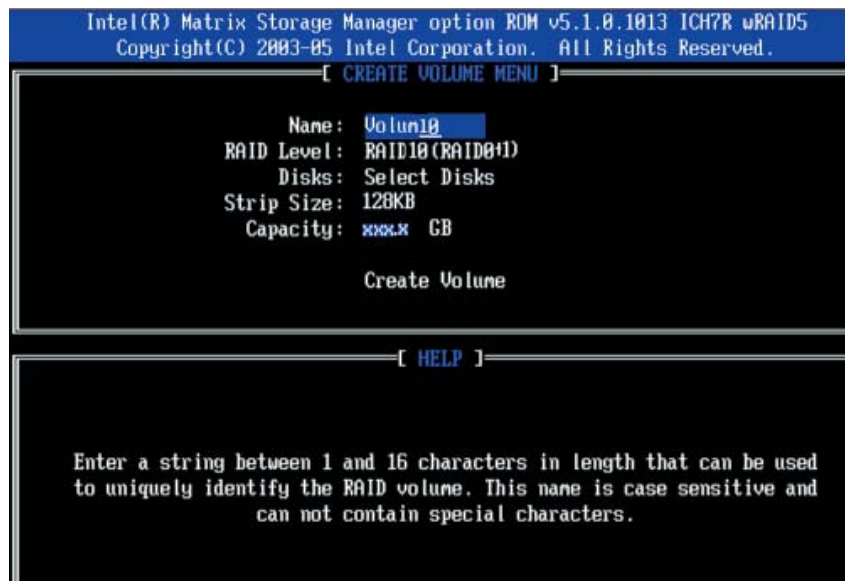 Intel(R) Matrix Storage Manager option ROM v5.1.0.1013 ICH7R wRAID5
Copyright(C) 2003-05 Intel Corporation. All Rights Reserved.
[ CREATE VOLUME MENU ]
Name: Volum10
RAID Level: RAID10(RAID0+1)
Disks: Select Disks
Strip Size: 128KB
Capacity: xxx.x GB
Create Volume
[ HELP ]
Enter a string between 1 and 16 characters in length that can be used
to uniquely identify the RAID volume. This name is case sensitive and
can not contain special characters.